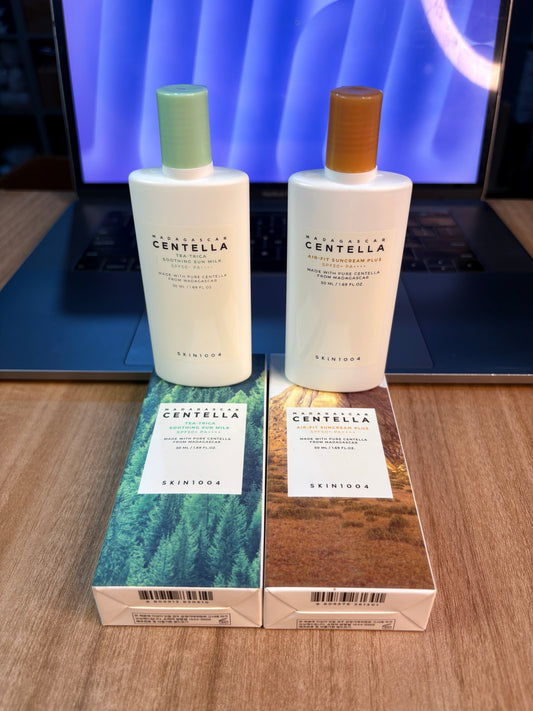 MADAGASCAR
CENTELLA
TEA-TRICA
SOOTHING SUN MILK
SPF50+ PA++++
MADE WITH PURE CENTELLA
FROM MADAGASCAR
50 ML / 1.69 FL.OZ.
SKIN1004
MADAGASCAR
CENTELLA
AIR-FIT SUNCREAM PLUS
SPF50+ PA++++
MADE WITH PURE CENTELLA
FROM MADAGASCAR
50 ML / 1.69 FL.OZ.
SKIN1004
MADAGASCAR
CENTELLA
TEA-TRICA
SOOTHING SUN MILK
SPF50+ PA++++
MADE WITH PURE CENTELLA
FROM MADAGASCAR
50 ML / 1.69 FL.OZ.
SKIN1004
MADAGASCAR
CENTELLA
AIR-FIT SUNCREAM PLUS
SPF50+ PA++++
MADE WITH PURE CENTELLA
FROM MADAGASCAR
50 ML / 1.69 FL.OZ.
SKIN1004